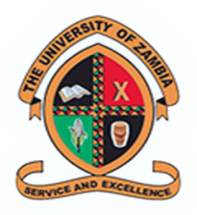 THE UNIVERSITY OF ZAMBIA
SERVICE AND EXCELLENCE